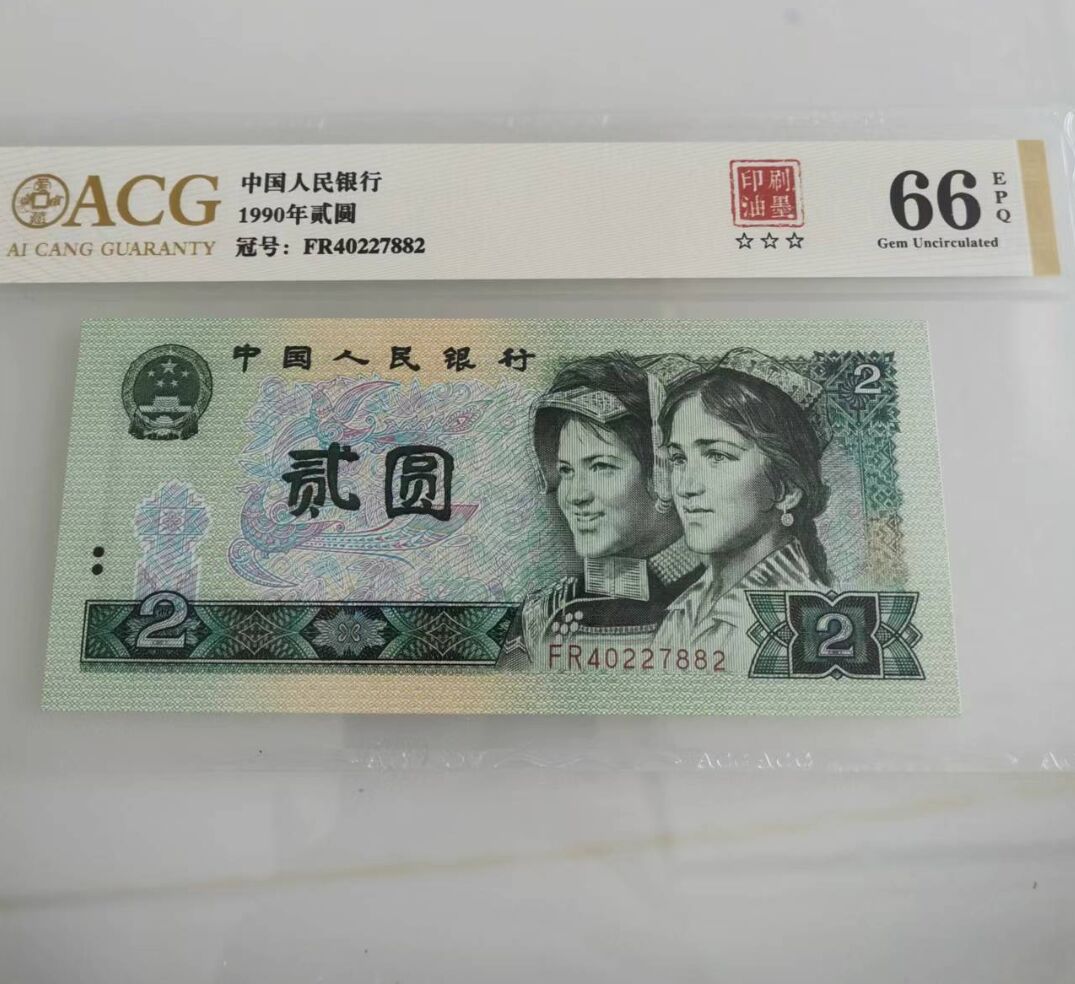 ACG
AI CANG GUARANTY
中国人民银行
1990年贰圆
冠号：FR40227882
印刷
油墨
☆☆☆
66
EPQ
Gem Uncirculated
中国人民银行
2
贰圆
2
FR40227882
2
ACG ACG